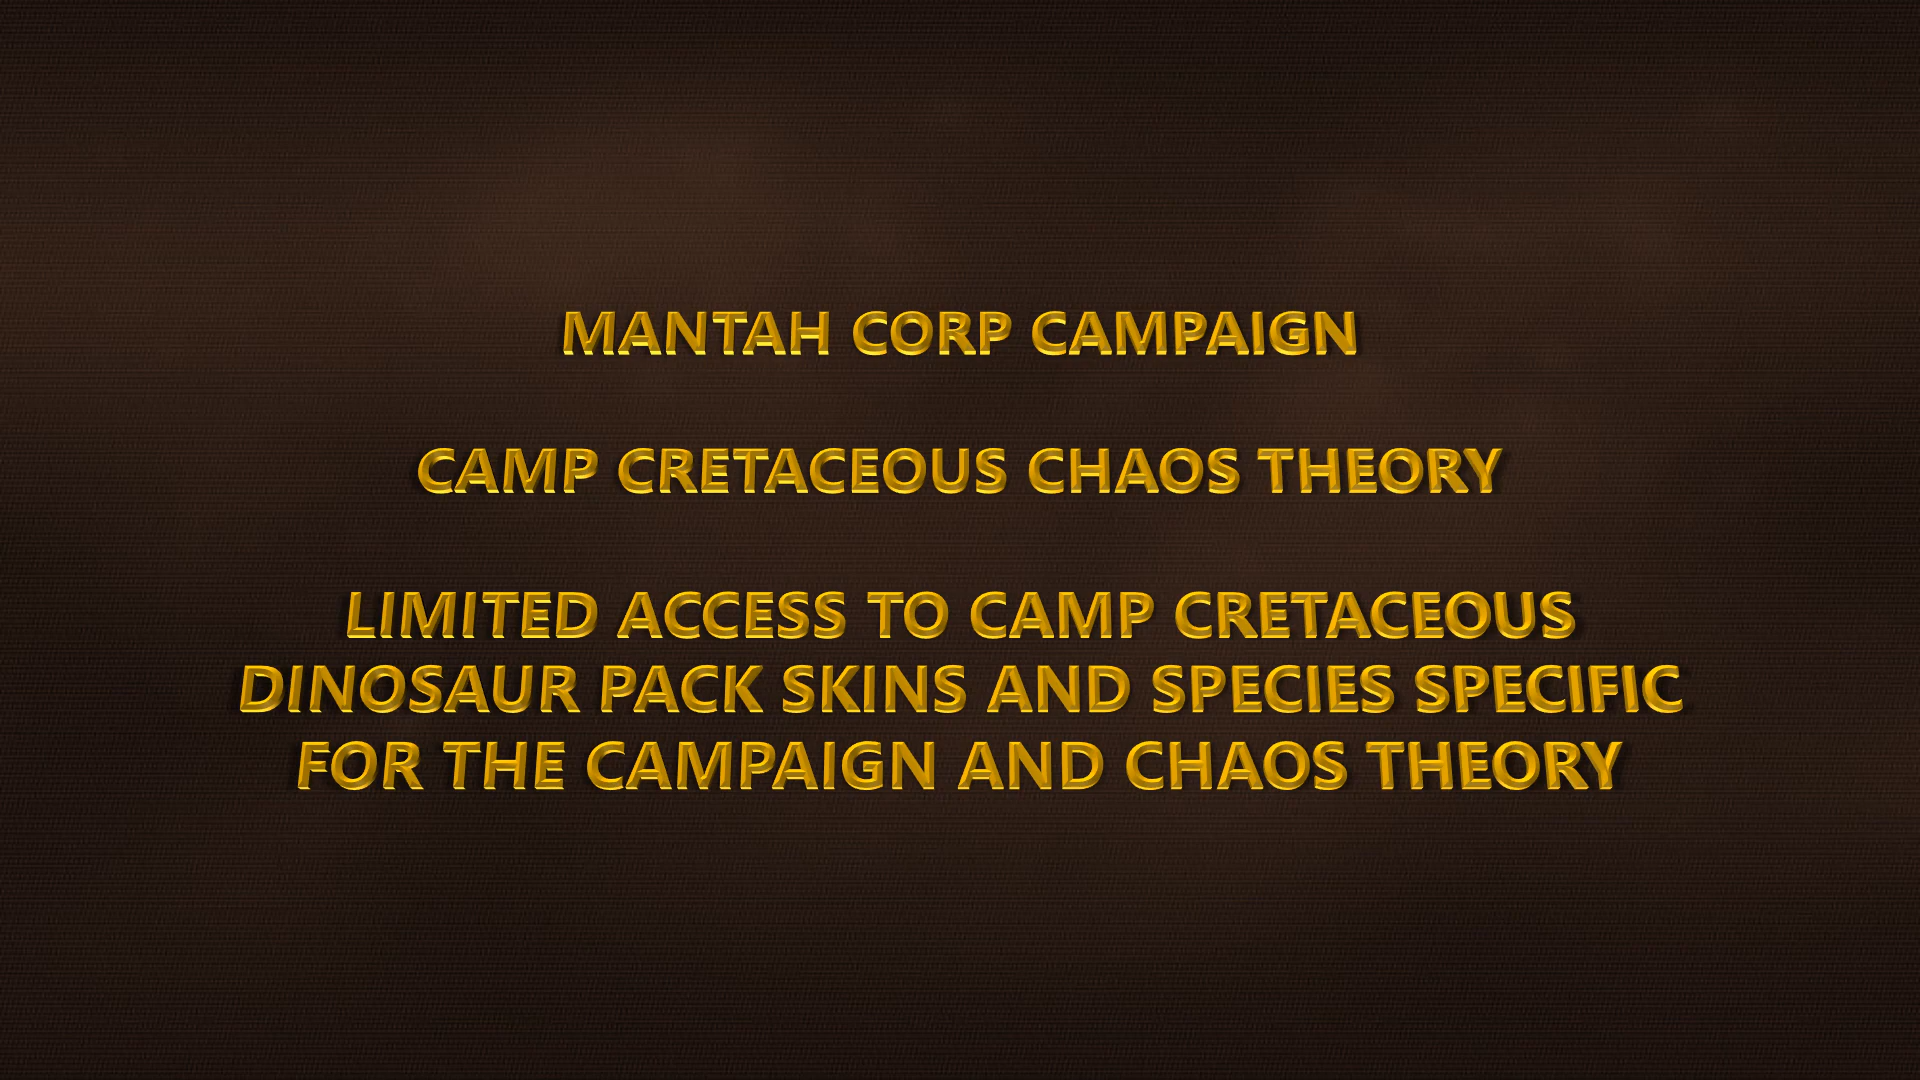 MANTAH CORP CAMPAIGN
CAMP CRETACEOUS CHAOS THEORY
LIMITED ACCESS TO CAMP CRETACEOUS
DINOSAUR PACK SKINS AND SPECIES SPECIFIC
FOR THE CAMPAIGN AND CHAOS THEORY